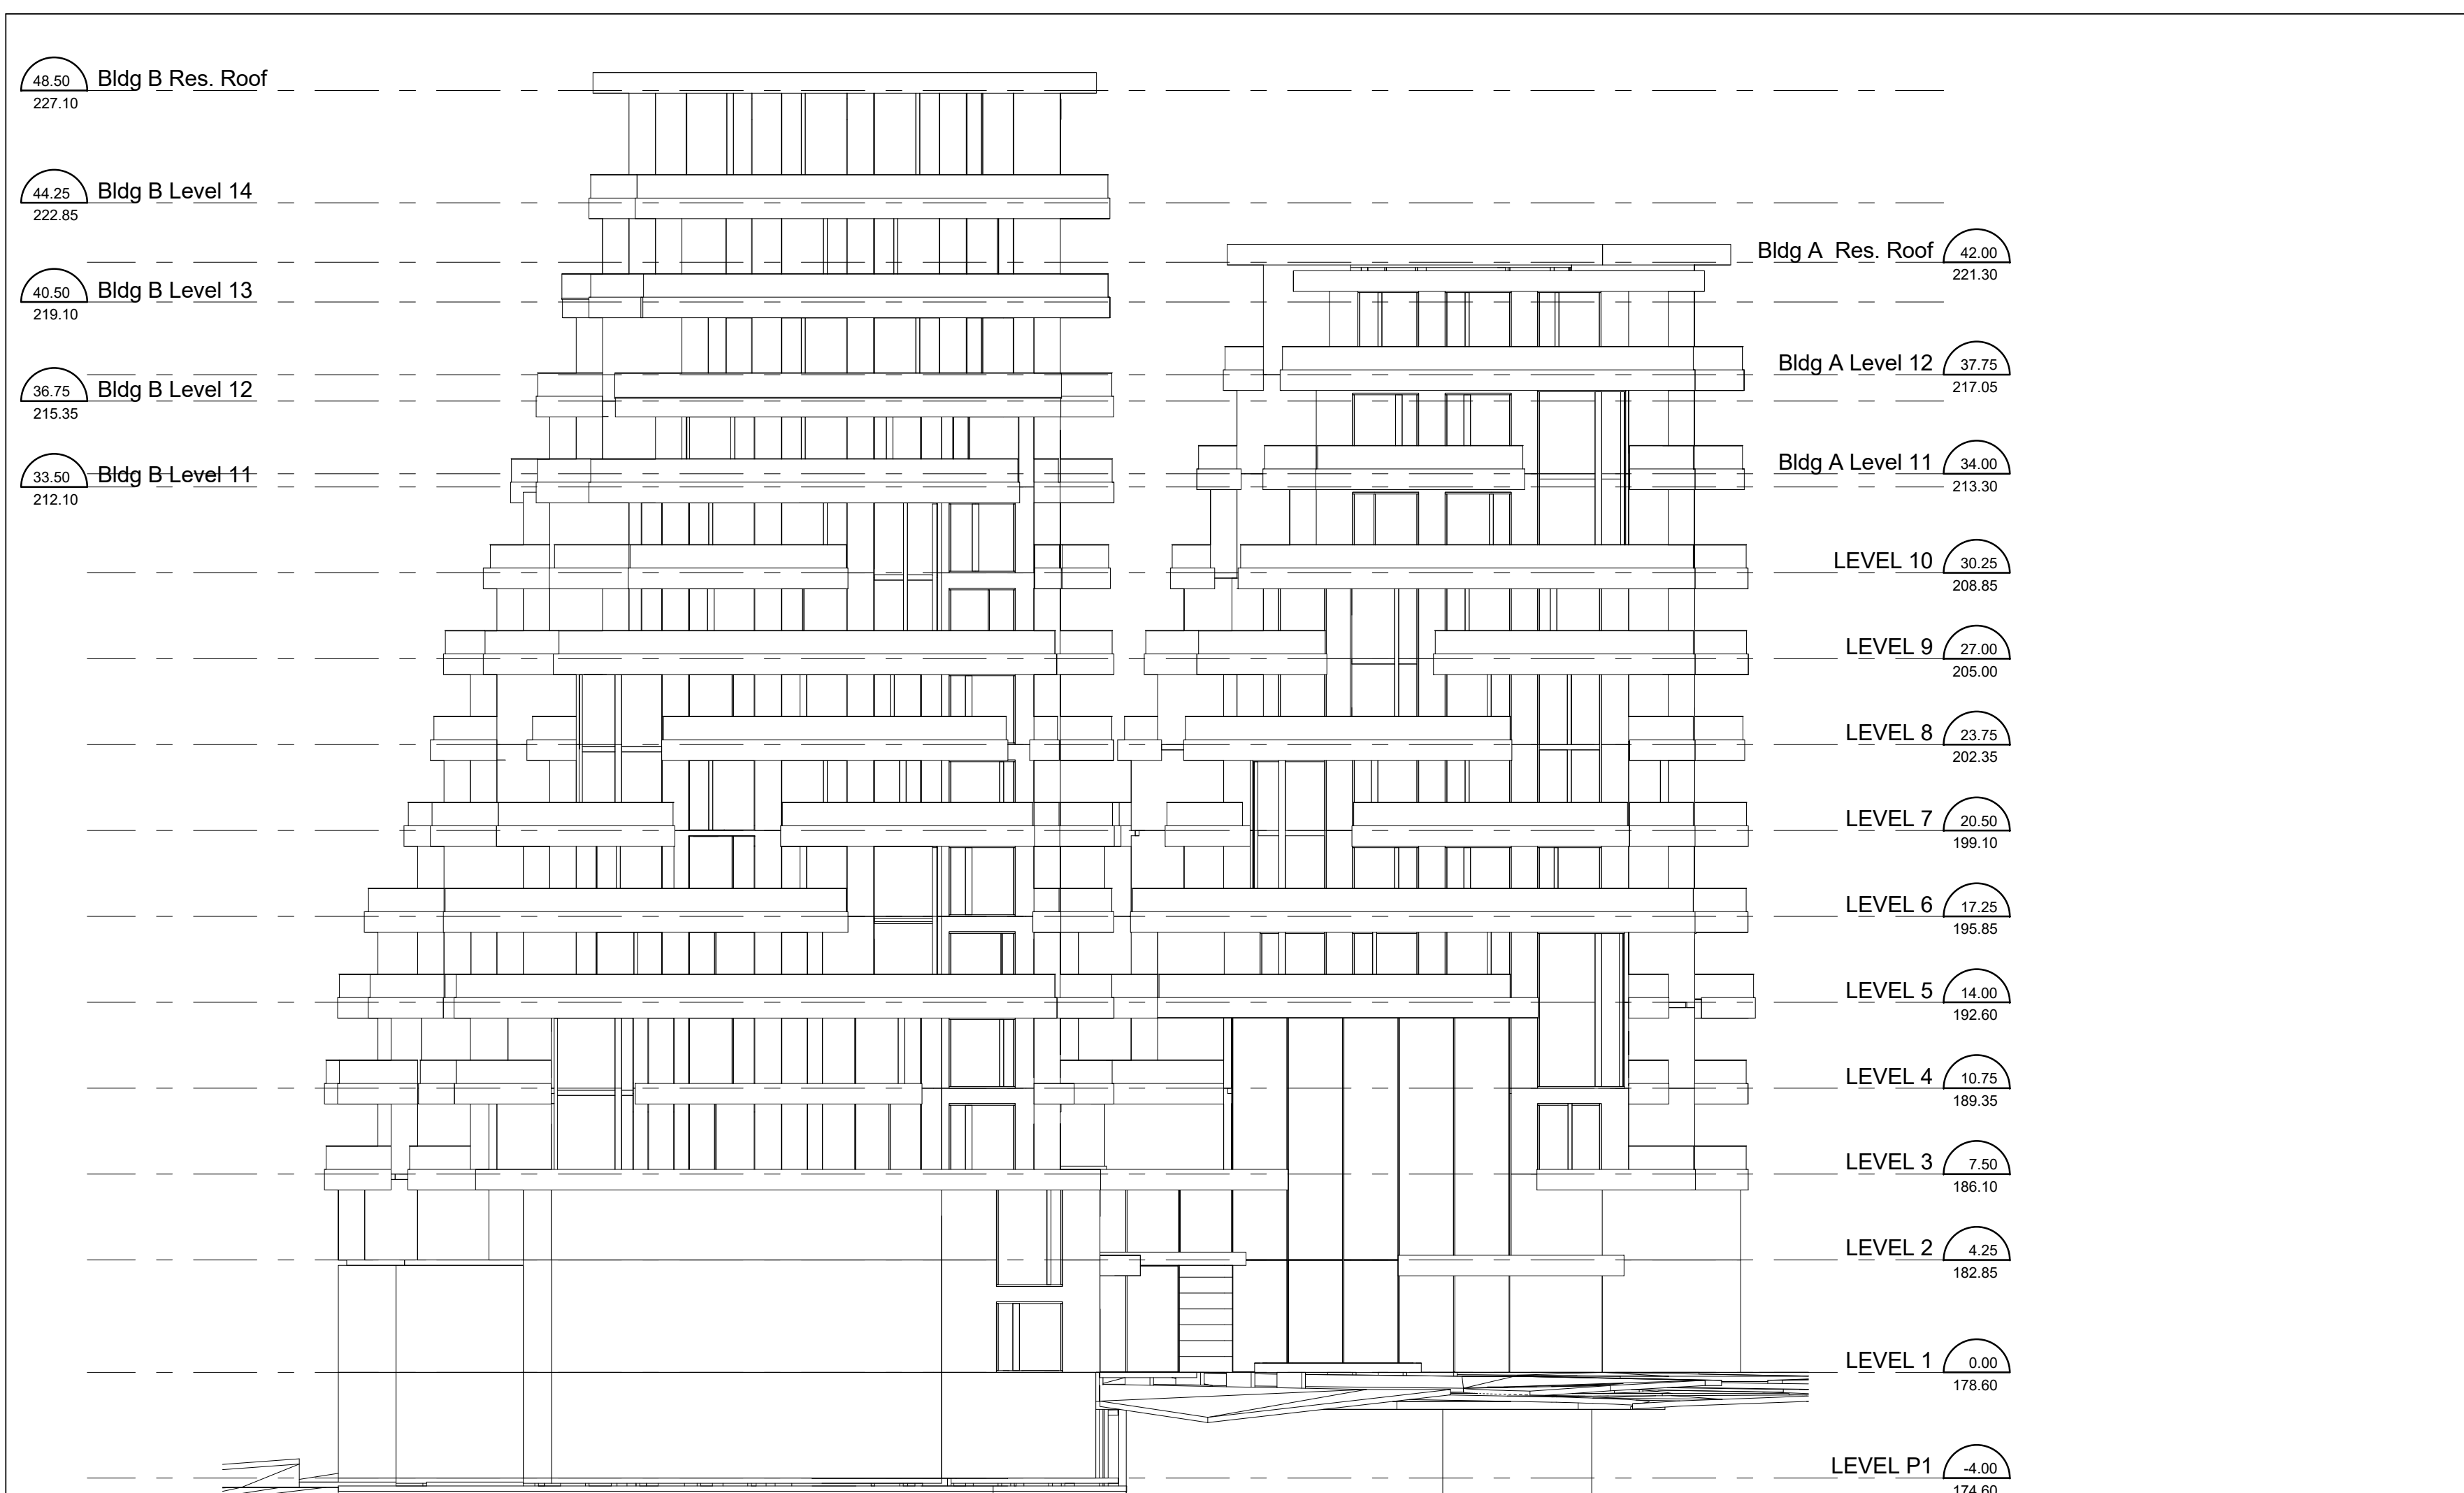 48.50 Bldg B Res. Roof
227.10
44.25 Bldg B Level 14
222.85
Bldg A  Res. Roof 42.00
221.30
40.50 Bldg B Level 13
219.10
Bldg A Level 12 37.75
217.05
36.75 Bldg B Level 12
215.35
Bldg A Level 11 34.00
213.30
33.50 Bldg B Level 11
212.10
LEVEL 10 30.25
208.85
LEVEL 9 27.00
205.00
LEVEL 8 23.75
202.35
LEVEL 7 20.50
199.10
LEVEL 6 17.25
195.85
LEVEL 5 14.00
192.60
LEVEL 4 10.75
189.35
LEVEL 3 7.50
186.10
LEVEL 2 4.25
182.85
LEVEL 1 0.00
178.60
LEVEL P1 -4.00
174.60